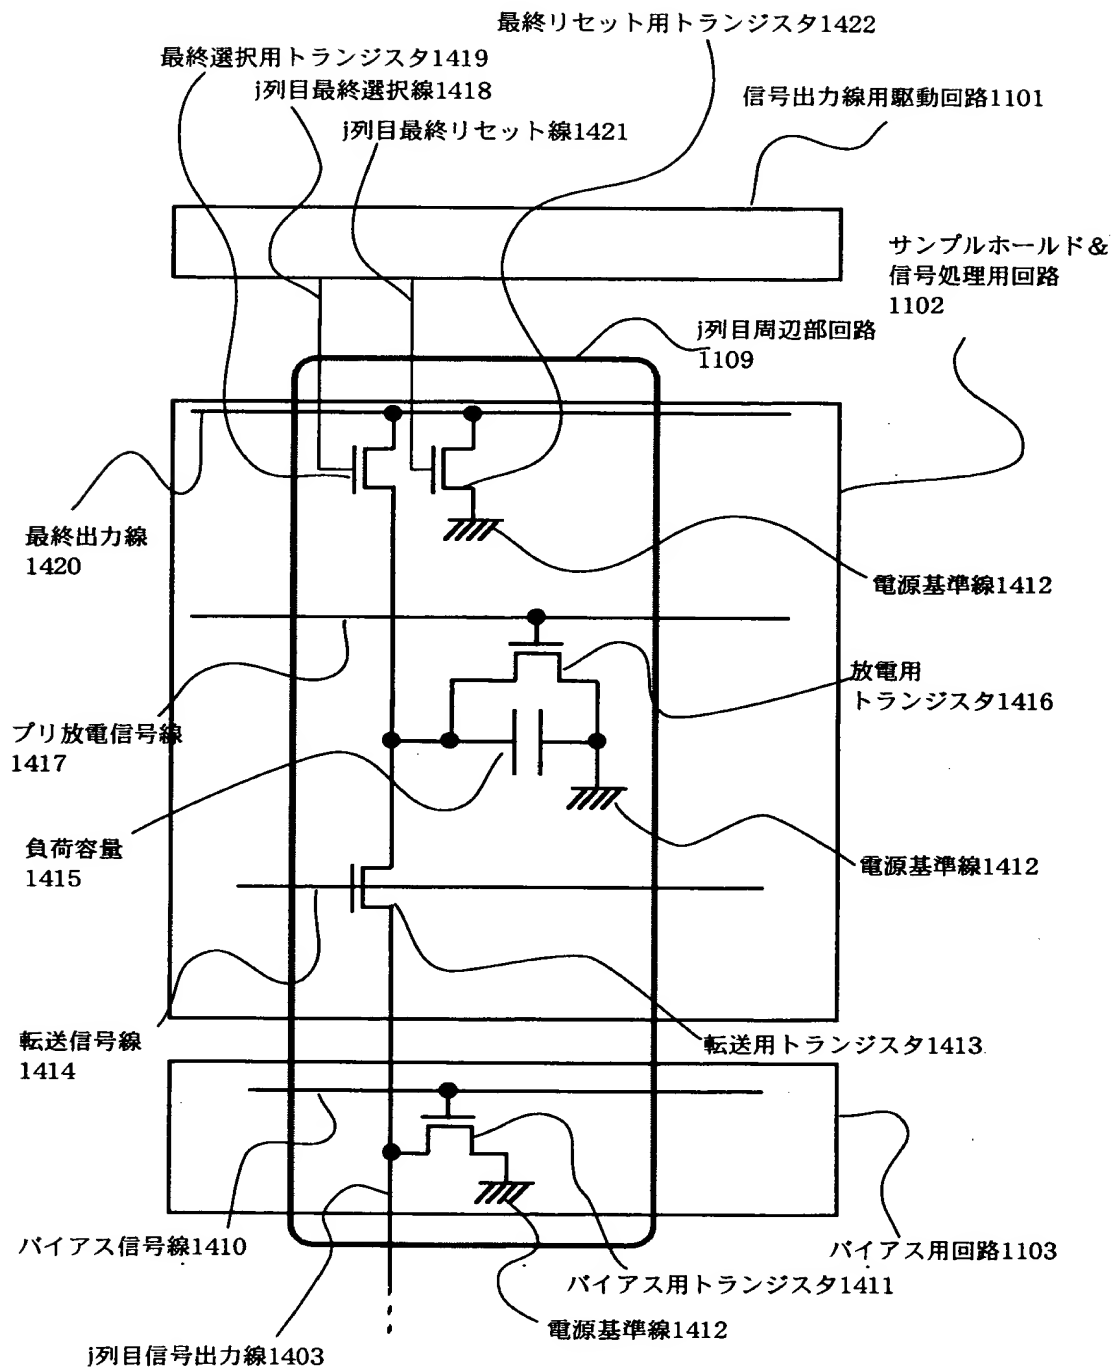 最終リセット用トランジスタ1422
最終選択用トランジスタ1419
j列目最終選択線1418
信号出力線用駆動回路1101
j列目最終リセット線1421
サンプルホールド&
信号処理用回路
1102
j列目周辺部回路
1109
最終出力線
1420
電源基準線1412
放電用
トランジスタ1416
プリ放電信号線
1417
負荷容量
1415
電源基準線1412
転送信号線
1414
転送用トランジスタ1413
バイアス信号線1410
バイアス用回路1103
バイアス用トランジスタ1411
電源基準線1412
j列目信号出力線1403